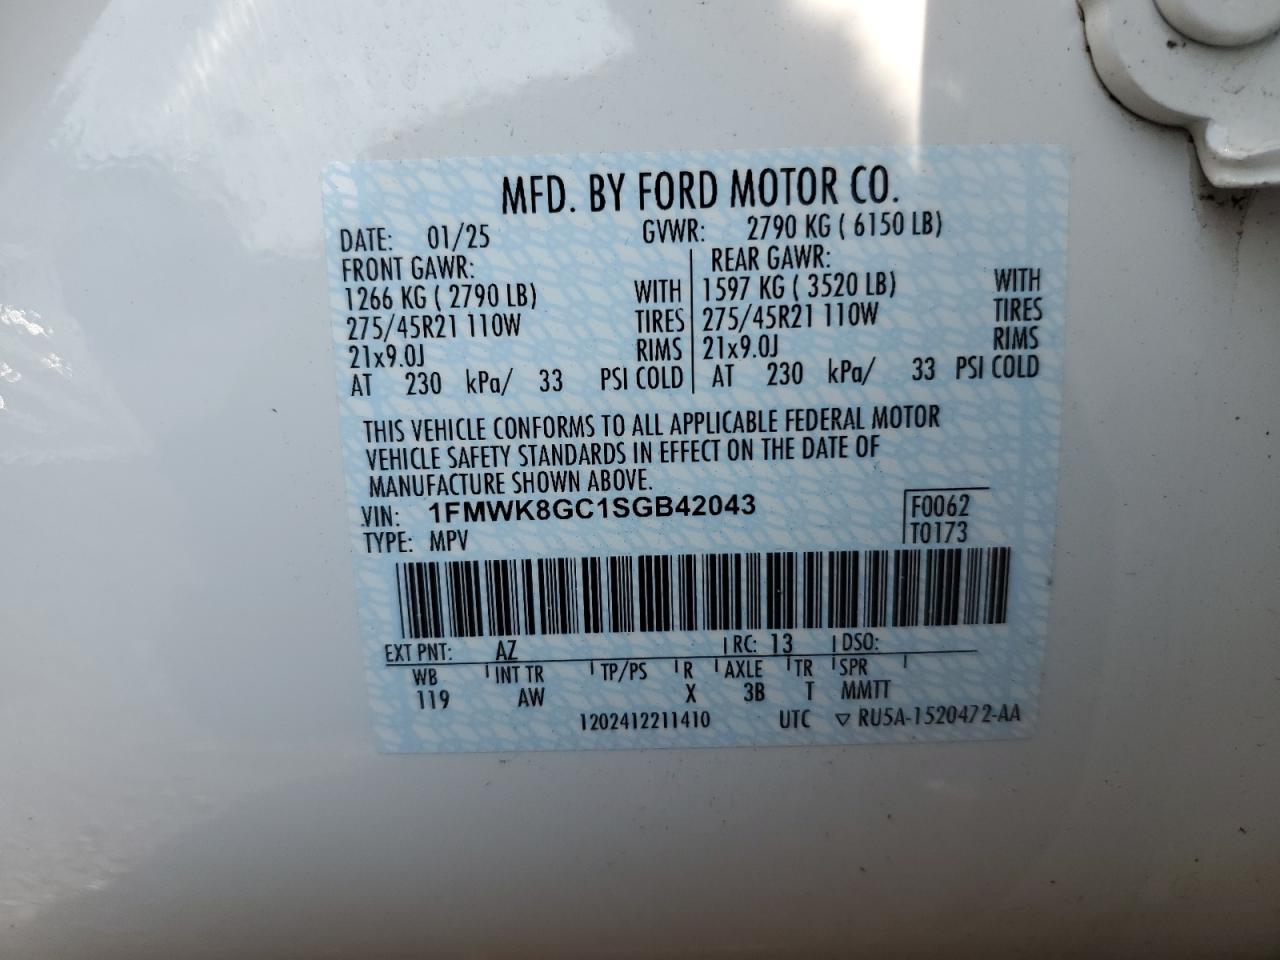 MFD. BY FORD MOTOR CO.
DATE: 01/25 GVWR: 2790 KG ( 6150 LB)
FRONT GAWR: REAR GAWR:
1266 KG ( 2790 LB) WITH 1597 KG ( 3520 LB) WITH
275/45R21 110W TIRES 275/45R21 110W TIRES
21x9.0J RIMS 21x9.0J RIMS
AT 230 kPa/ 33 PSI COLD AT 230 kPa/ 33 PSI COLD
THIS VEHICLE CONFORMS TO ALL APPLICABLE FEDERAL MOTOR
VEHICLE SAFETY STANDARDS IN EFFECT ON THE DATE OF
MANUFACTURE SHOWN ABOVE.
VIN: 1FMWK8GC1SGB42043 F0062
TYPE: MPV T0173
EXT PNT: AZ RC: 13 DSO:
WB INT TR TP/PS R AXLE TR SPR
119 AW X 3B T MMTT
1202412211410 UTC ▽ RU5A-1520472-AA